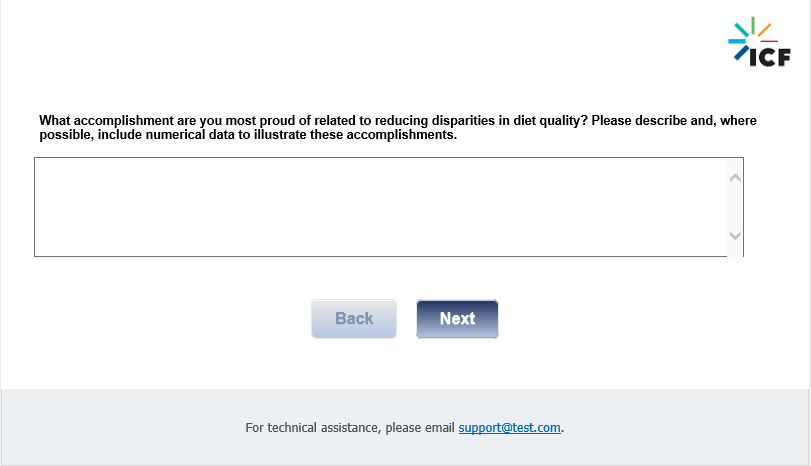 ICF
What accomplishment are you most proud of related to reducing disparities in diet quality? Please describe and, where
possible, include numerical data to illustrate these accomplishments.
Back
Next
For technical assistance, please email support@test.com.